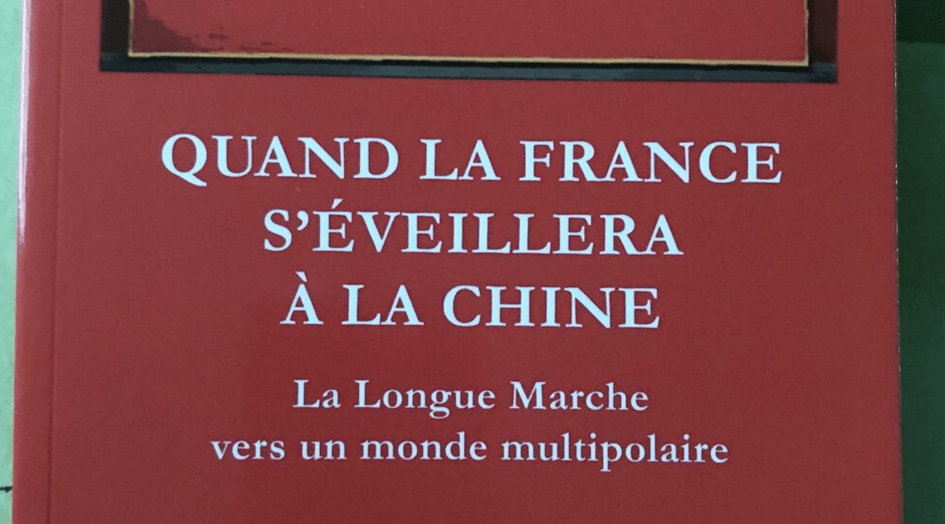 QUAND LA FRANCE
S'ÉVEILLERA
À LA CHINE
La Longue Marche
vers un monde multipolaire